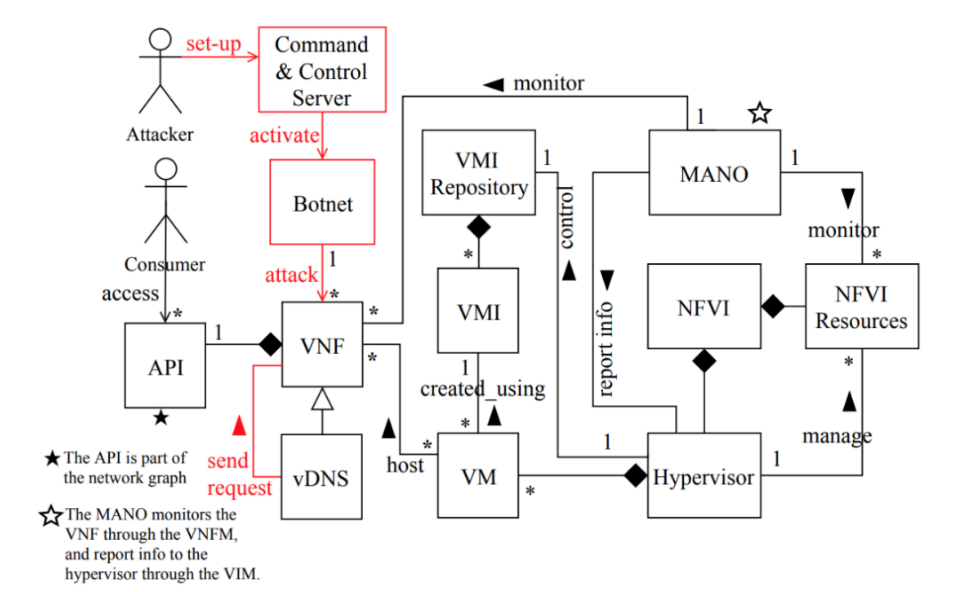 set-up
Command
& Control
Server
Attacker
activate
monitor
1
1
MANO
1
monitor
*
VMI
Repository
1
control
Botnet
Consumer
access
*
attack
1
*
*
VMI
report info
NFVI
NFVI
Resources
*
API
1
VNF
*
1
created_using
*
manage
send
request
vDNS
host
*
VM
*
1
Hypervisor
1
★ The API is part of
the network graph
☆ The MANO monitors the
VNF through the VNFM,
and report info to the
hypervisor through the VIM.